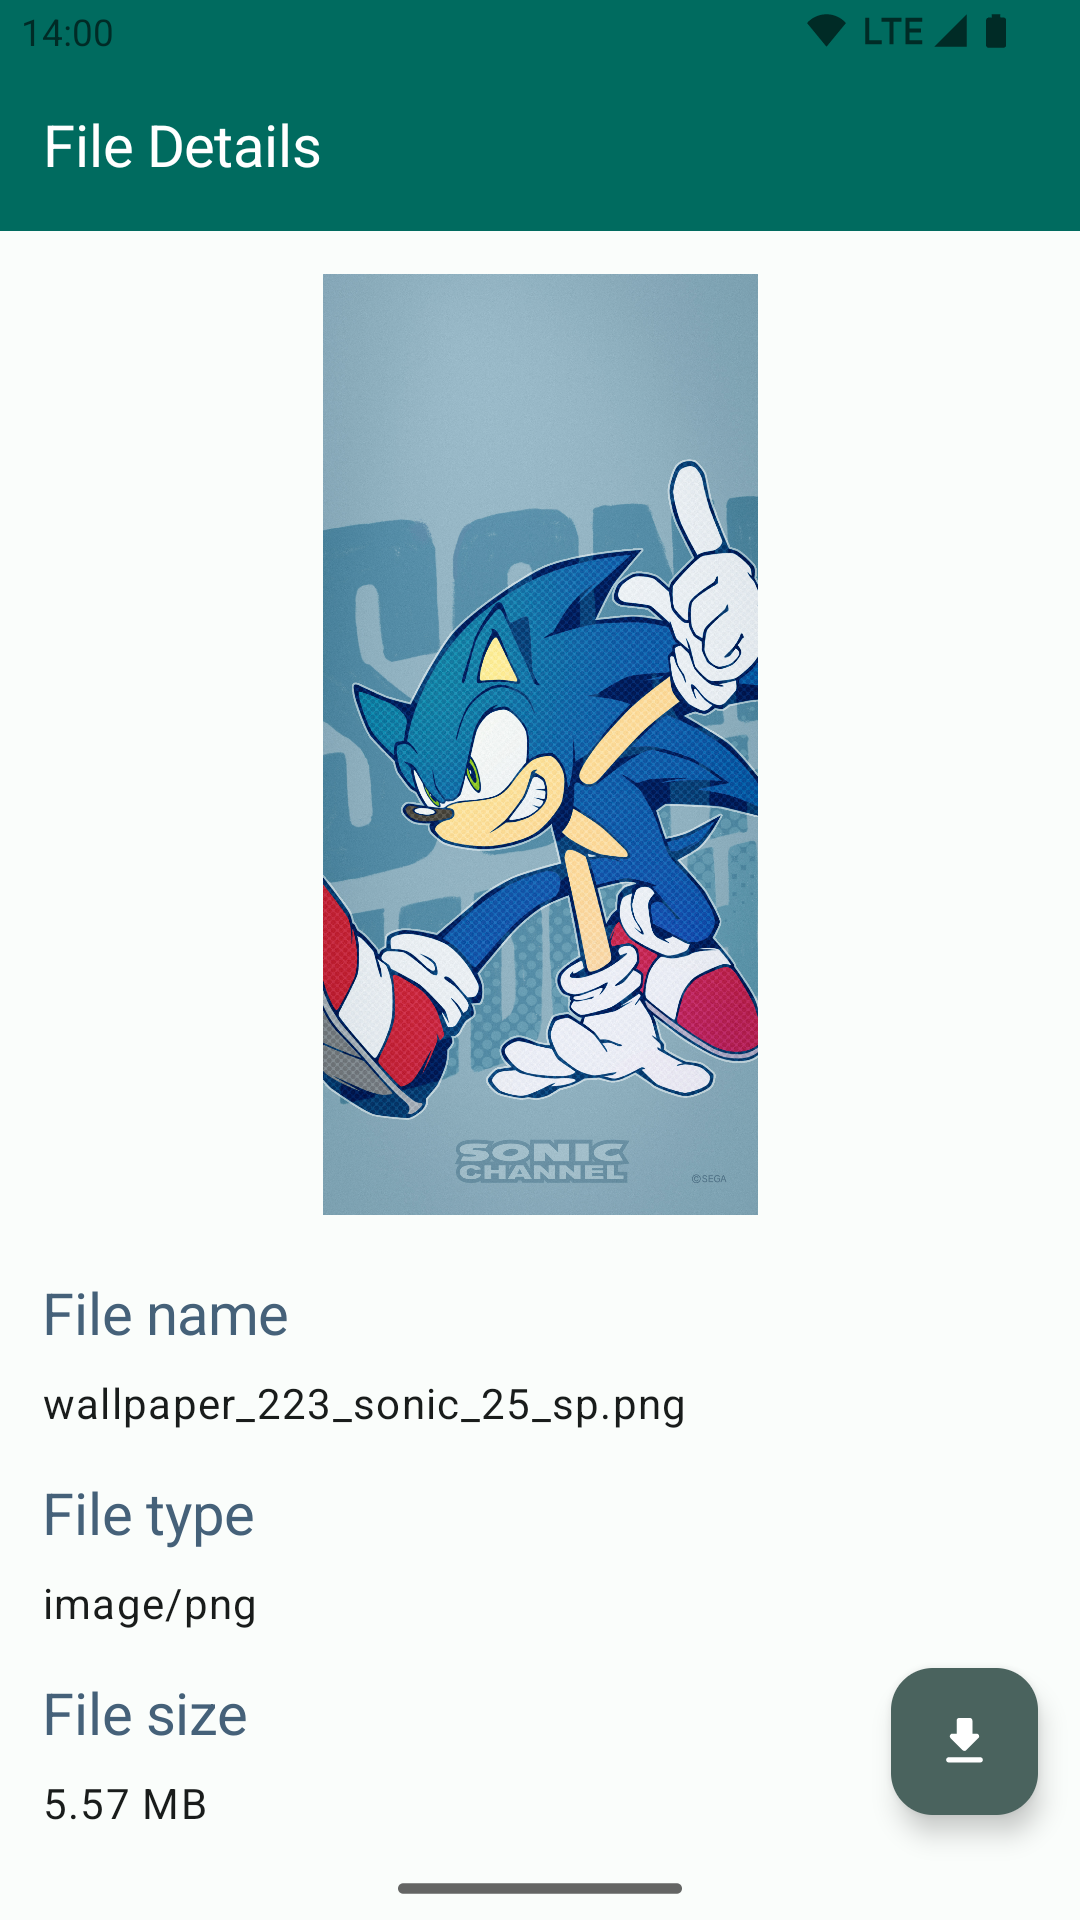 14:00 LTE
File Details
SONIC
CHANNEL
©SEGA
File name
wallpaper_223_sonic_25_sp.png
File type
image/png
File size
5.57 MB